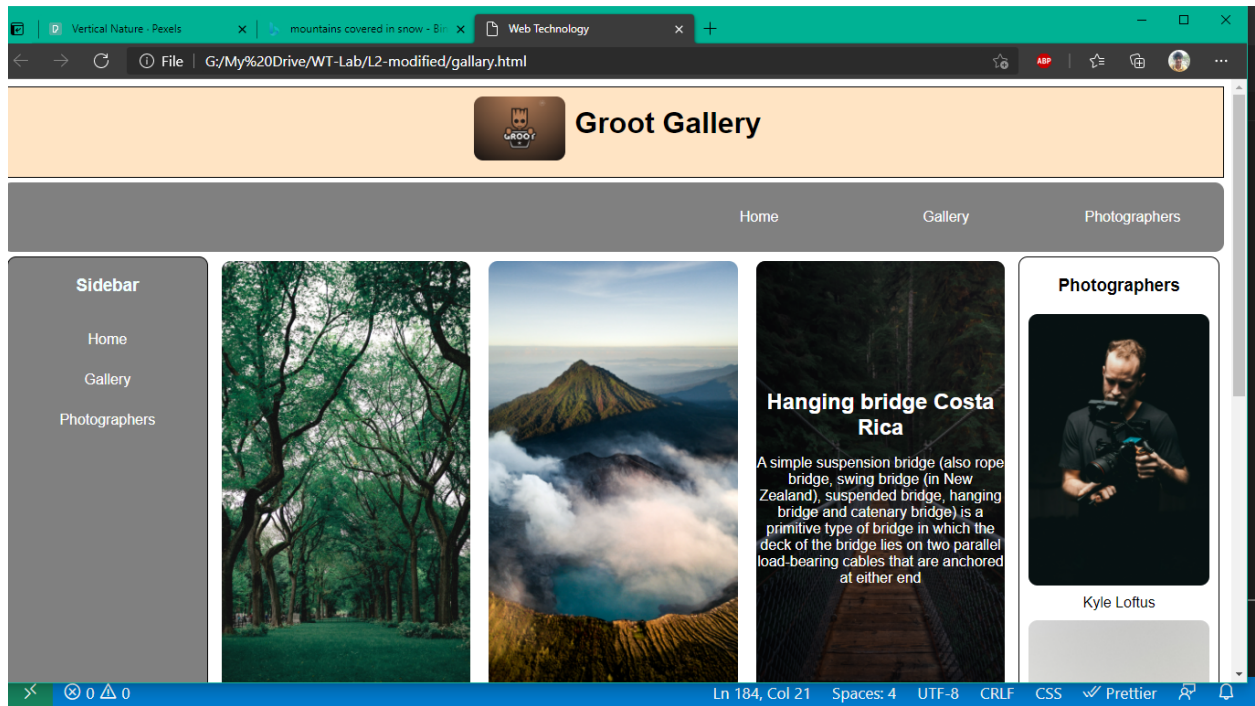 Vertical Nature - Pexels
mountains covered in snow - Bin
Web Technology
File
G:/My%20Drive/WT-Lab/L2-modified/gallary.html
ABP
GROOT
Groot Gallery
Home
Gallery
Photographers
Sidebar
Home
Gallery
Photographers
Hanging bridge Costa
Rica
A simple suspension bridge (also rope
bridge, swing bridge (in New
Zealand), suspended bridge, hanging
bridge and catenary bridge) is a
primitive type of bridge in which the
deck of the bridge lies on two parallel
load-bearing cables that are anchored
at either end
Photographers
Kyle Loftus
0 0
Ln 184, Col 21 Spaces: 4 UTF-8 CRLF CSS Prettier